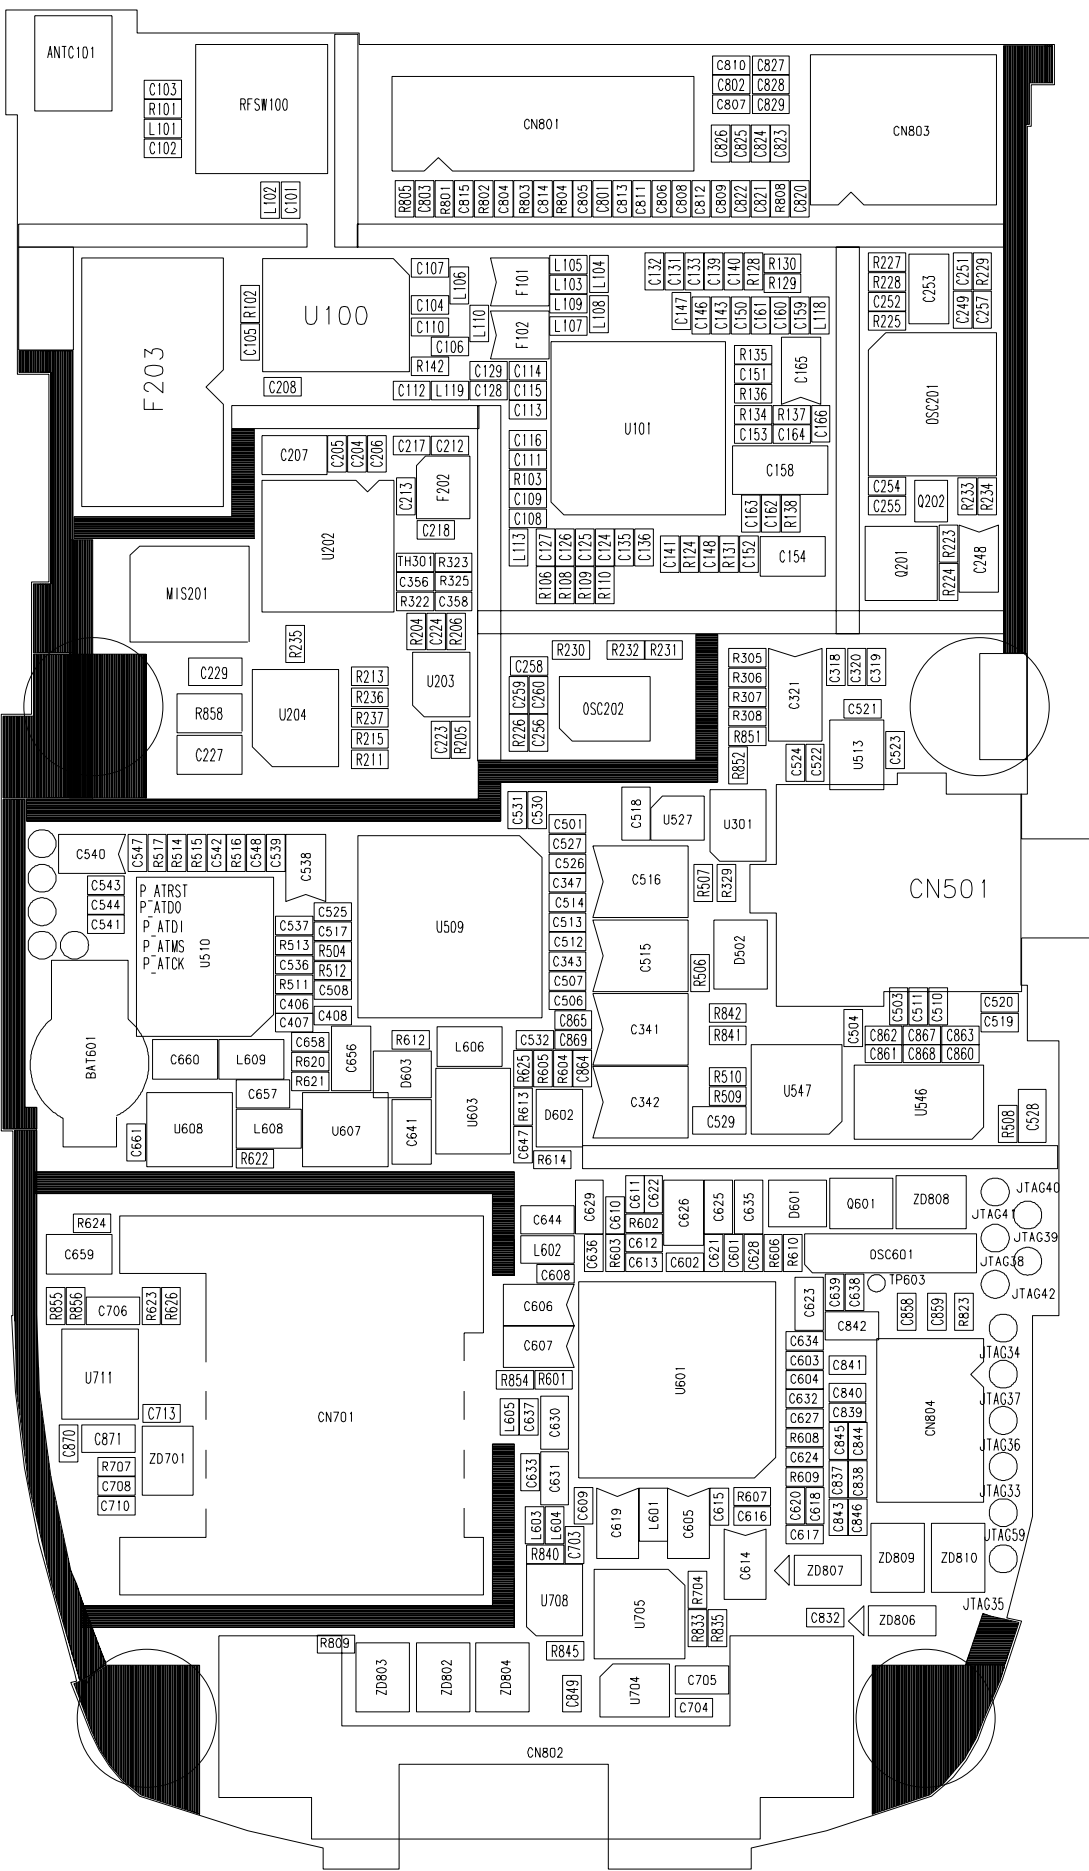 ANTC101
C103
R101
L101
C102
RFSW100
L102
C101
CN801
C810
C827
C802
C828
C807
C829
C826
C825
C824
C823
CN803
R805
C803
R801
C815
R802
C804
R803
C814
R804
C805
C801
C813
C811
C806
C808
C812
C809
C822
C821
R808
C820
F203
R102
C105
U100
C208
C107
L106
C104
C110
C106
R142
L110
F101
F102
L105
L103
L104
L109
L107
L108
C112
L119
C129
C128
C114
C115
C113
C132
C131
C133
C139
C140
R128
R130
R129
C147
C146
C143
C150
C161
C160
C159
L118
U101
R135
C151
R136
C165
R134
R137
C153
C164
C166
C158
C163
C162
R138
C116
C111
R103
C109
C108
L113
C127
C126
C125
C124
C135
C136
R106
R108
R109
R110
C141
R124
C148
R131
C152
C154
R227
R228
C252
R225
C253
C251
R229
C249
C257
OSC201
C254
C255
Q202
R233
R234
Q201
R223
R224
C248
C207
C205
C204
C206
C217
C212
C213
F202
C218
U202
MIS201
TH301
R323
C356
R325
R322
C358
R204
C224
R206
R235
C229
R858
C227
U204
R213
R236
R237
R215
R211
U203
C223
R205
R230
R232
R231
C258
C259
C260
R226
C256
OSC202
R305
R306
R307
R308
R851
R852
C321
C318
C320
C319
C521
C524
C522
U513
C523
C531
C530
C518
U527
U301
CN501
C540
C547
R517
R514
R515
C542
R516
C548
C539
C538
C543
C544
C541
P_ATRST
P_ATDO
P_ATDI
P_ATMS
P_ATCK
U510
C525
C537
C517
R513
R504
C536
R512
R511
C508
C406
C407
C408
U509
C501
C527
C526
C347
C514
C513
C512
C343
C507
C506
C865
C869
C532
C516
C515
C341
C342
R507
R329
R506
D502
R842
R841
R510
R509
C529
U547
C504
C503
C511
C510
C520
C519
C862
C867
C863
C861
C868
C860
U546
R508
C528
BAT601
C660
L609
C658
R620
R621
C656
R612
L606
D603
R625
R605
R604
C864
C657
L608
R622
C661
U608
U607
C641
U603
R613
C647
D602
R614
R624
C659
R855
R856
C706
R623
R626
U711
C713
C870
C871
R707
C708
C710
ZD701
CN701
C644
L602
C608
C606
C607
R854
R601
L605
C637
C630
C633
C631
L603
L604
C703
R840
C629
C636
C610
R603
C611
C622
R602
C612
C613
C626
C602
C625
C621
C601
C635
C628
R606
R610
D601
Q601
ZD808
OSC601
TP603
C623
C639
C638
C842
C858
C859
R823
JTAG40
JTAG41
JTAG39
JTAG38
JTAG42
JTAG34
JTAG37
JTAG36
JTAG33
JTAG59
JTAG35
U601
C634
C603
C604
C632
C627
R608
C624
R609
C620
C618
C617
C841
C840
C839
C845
C844
C837
C838
C843
C846
CN804
C609
C619
L601
C605
C615
R607
C616
C614
ZD807
ZD809
ZD810
U708
U705
R704
R833
R835
C832
ZD806
R809
R845
ZD803
ZD802
ZD804
C849
U704
C705
C704
CN802